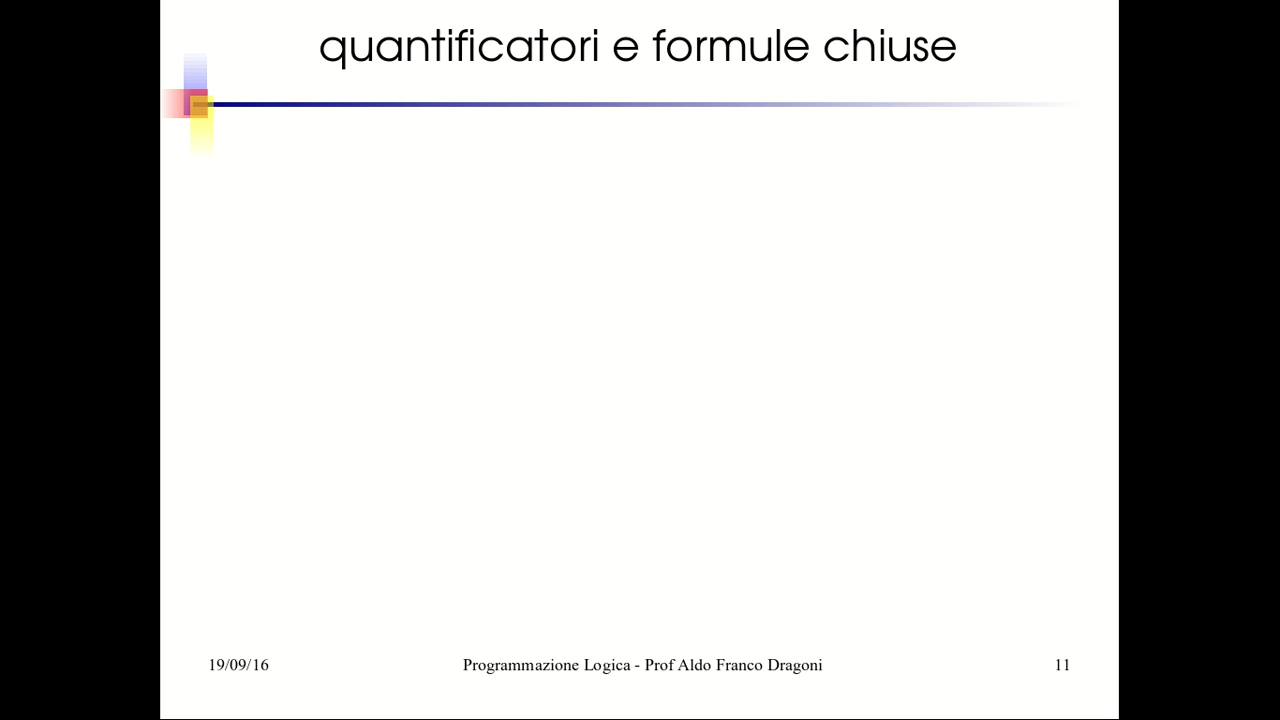 quantificatori e formule chiuse
19/09/16 Programmazione Logica - Prof Aldo Franco Dragoni 11